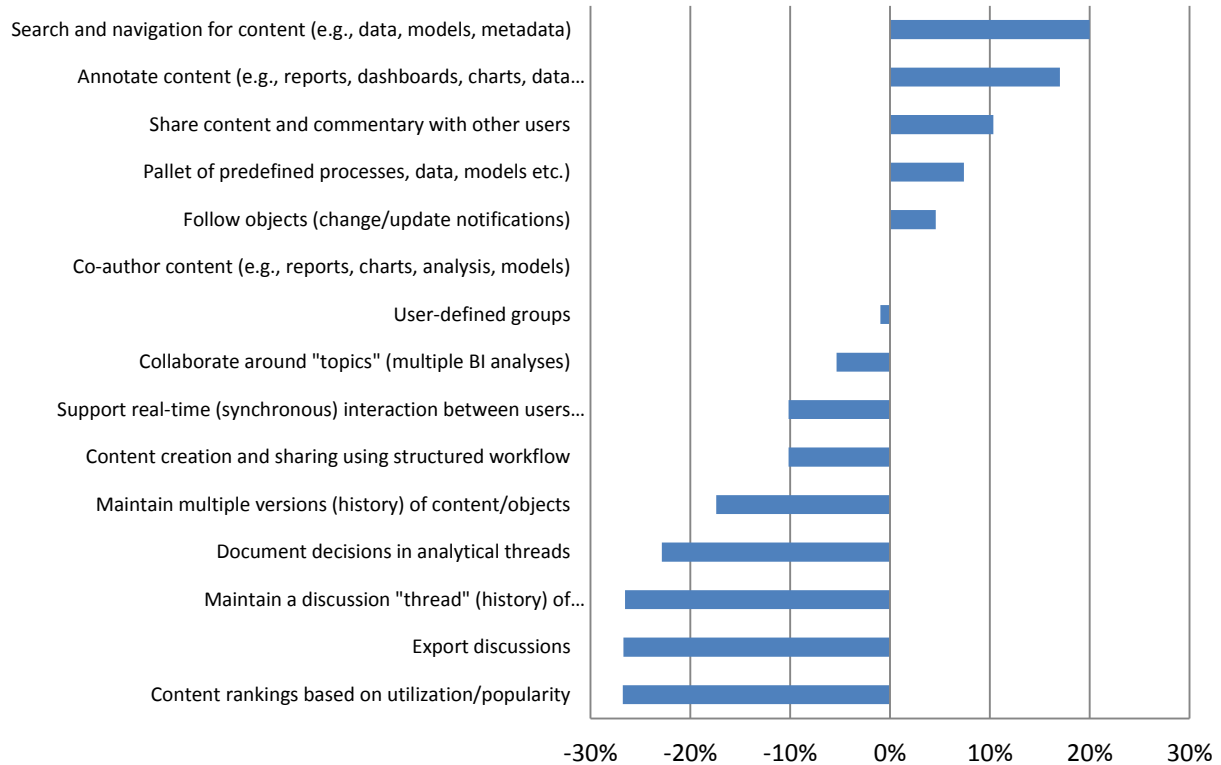 Search and navigation for content (e.g., data, models, metadata)
Annotate content (e.g., reports, dashboards, charts, data…
Share content and commentary with other users
Pallet of predefined processes, data, models etc.)
Follow objects (change/update notifications)
Co-author content (e.g., reports, charts, analysis, models)
User-defined groups
Collaborate around "topics" (multiple BI analyses)
Support real-time (synchronous) interaction between users…
Content creation and sharing using structured workflow
Maintain multiple versions (history) of content/objects
Document decisions in analytical threads
Maintain a discussion "thread" (history) of…
Export discussions
Content rankings based on utilization/popularity
-30% -20% -10% 0% 10% 20% 30%